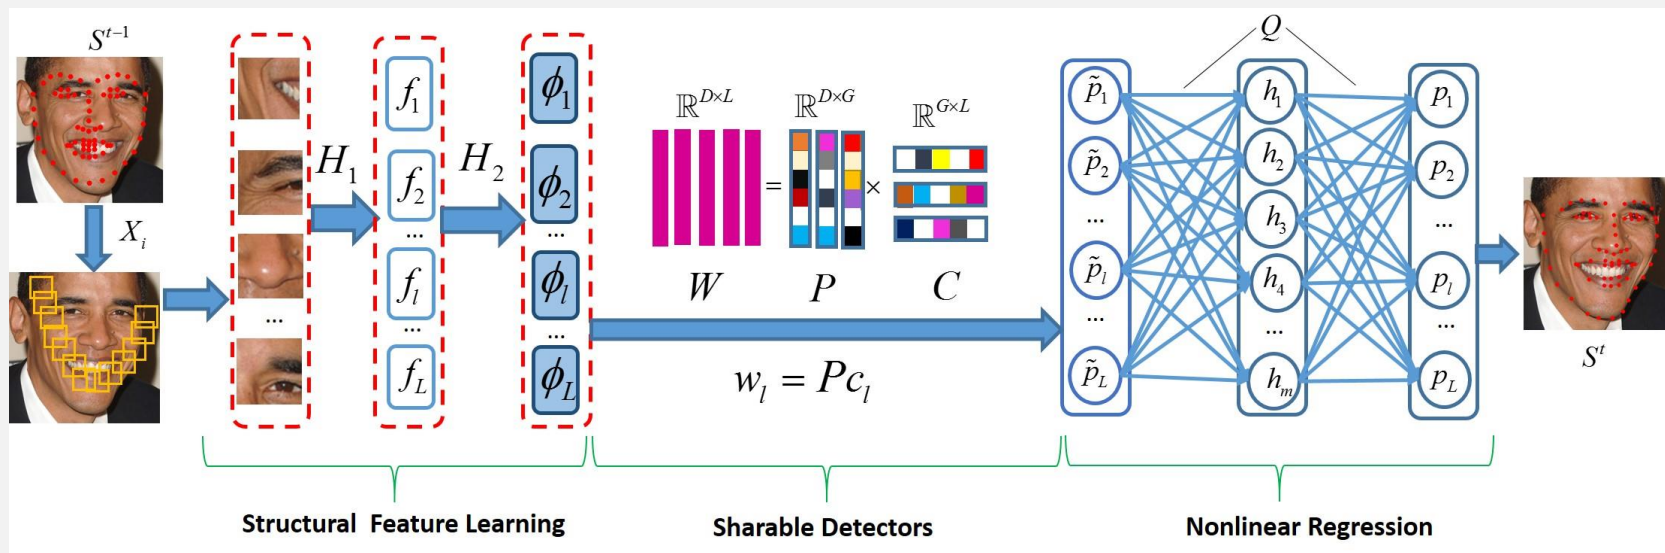 S^{t-1}
X_i
H_1
H_2
f_1
f_2
...
f_l
...
f_L
ϕ_1
ϕ_2
...
ϕ_l
...
ϕ_L
...
Structural Feature Learning
ℝ^{D×L}
ℝ^{D×G}
ℝ^{G×L}
=
×
W
P
C
w_l = Pc_l
Sharable Detectors
Q
p̃_1
p̃_2
...
p̃_l
...
p̃_L
h_1
h_2
h_3
h_4
...
h_m
p_1
p_2
...
p_l
...
p_L
S^t
Nonlinear Regression